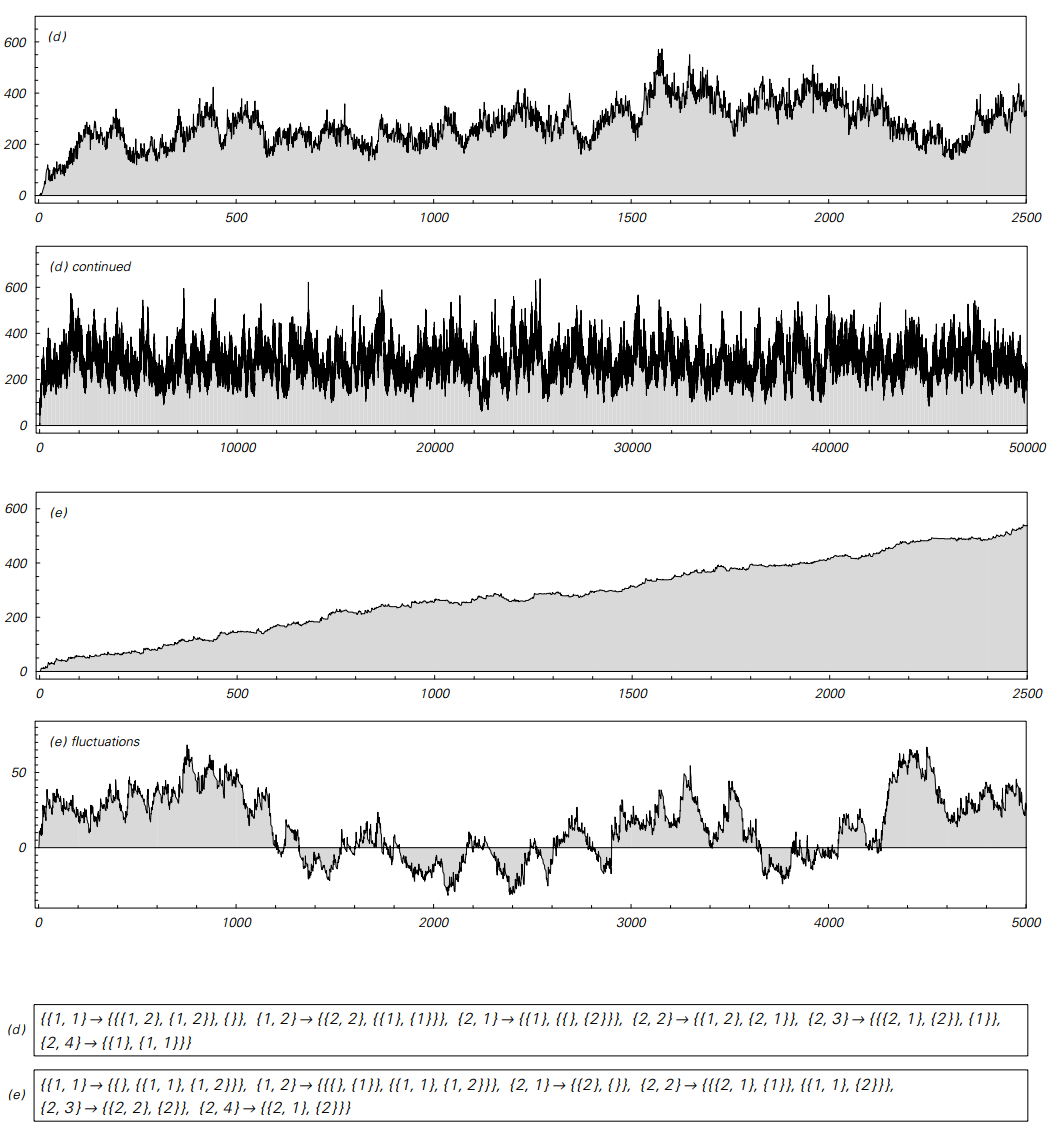 (d)
600
400
200
0
0 500 1000 1500 2000 2500
(d) continued
600
400
200
0
0 10000 20000 30000 40000 50000
(e)
600
400
200
0
0 500 1000 1500 2000 2500
(e) fluctuations
50
0
0 1000 2000 3000 4000 5000
(d)
{{1, 1}→{{{1, 2}, {1, 2}}, {}}, {1, 2}→{{2, 2}, {{1}, {1}}}, {2, 1}→{{1}, {{}, {2}}}, {2, 2}→{{1, 2}, {2, 1}}, {2, 3}→{{{2, 1}, {2}}, {1}},
{2, 4}→{{1}, {1, 1}}}
(e)
{{1, 1}→{{}, {{1, 1}, {1, 2}}}, {1, 2}→{{{}, {1}}, {{1, 1}, {1, 2}}}, {2, 1}→{{2}, {}}, {2, 2}→{{{2, 1}, {1}}, {{1, 1}, {2}}},
{2, 3}→{{2, 2}, {2}}, {2, 4}→{{2, 1}, {2}}}